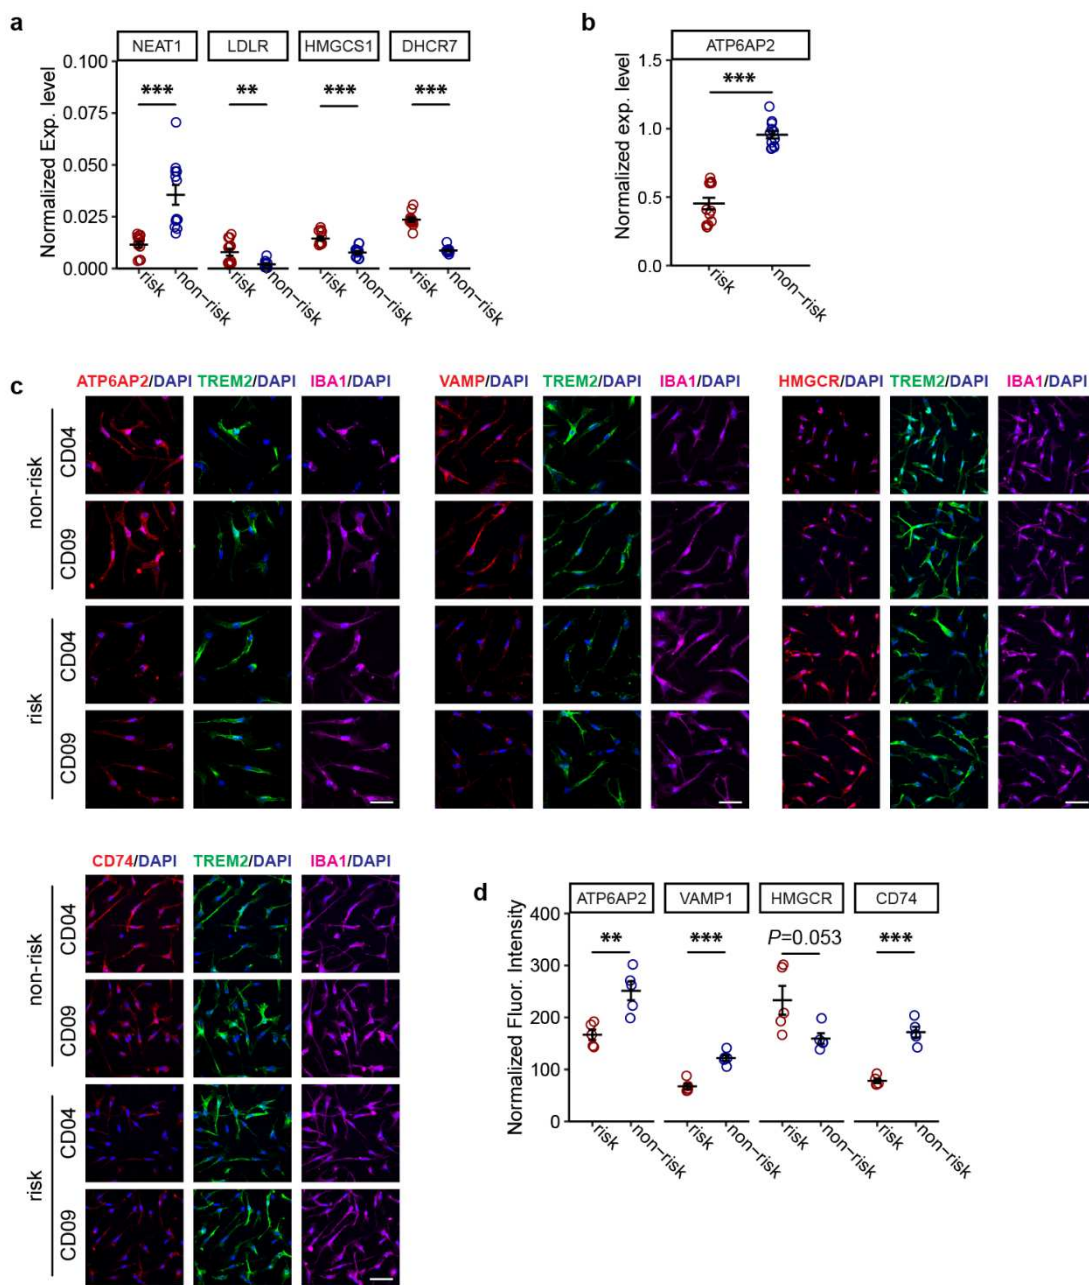 a
NEAT1 LDLR HMGCS1 DHCR7
Normalized Exp. level
0.100
0.075
0.050
0.025
0.000
*** ** *** ***
risk non−risk risk non−risk risk non−risk risk non−risk
b
ATP6AP2
Normalized exp. level
1.5
1.0
0.5
0.0
***
risk non−risk
c
ATP6AP2/DAPI TREM2/DAPI IBA1/DAPI VAMP/DAPI TREM2/DAPI IBA1/DAPI HMGCR/DAPI TREM2/DAPI IBA1/DAPI
non-risk
CD04
CD09
risk
CD04
CD09
CD74/DAPI TREM2/DAPI IBA1/DAPI
non-risk
CD04
CD09
risk
CD04
CD09
d
ATP6AP2 VAMP1 HMGCR CD74
Normalized Fluor. Intensity
400
300
200
100
0
** *** P=0.053 ***
risk non−risk risk non−risk risk non−risk risk non−risk